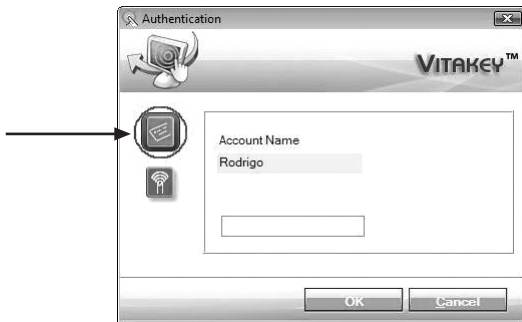 Authentication
VITAKEY™
Account Name
Rodrigo
OK
Cancel